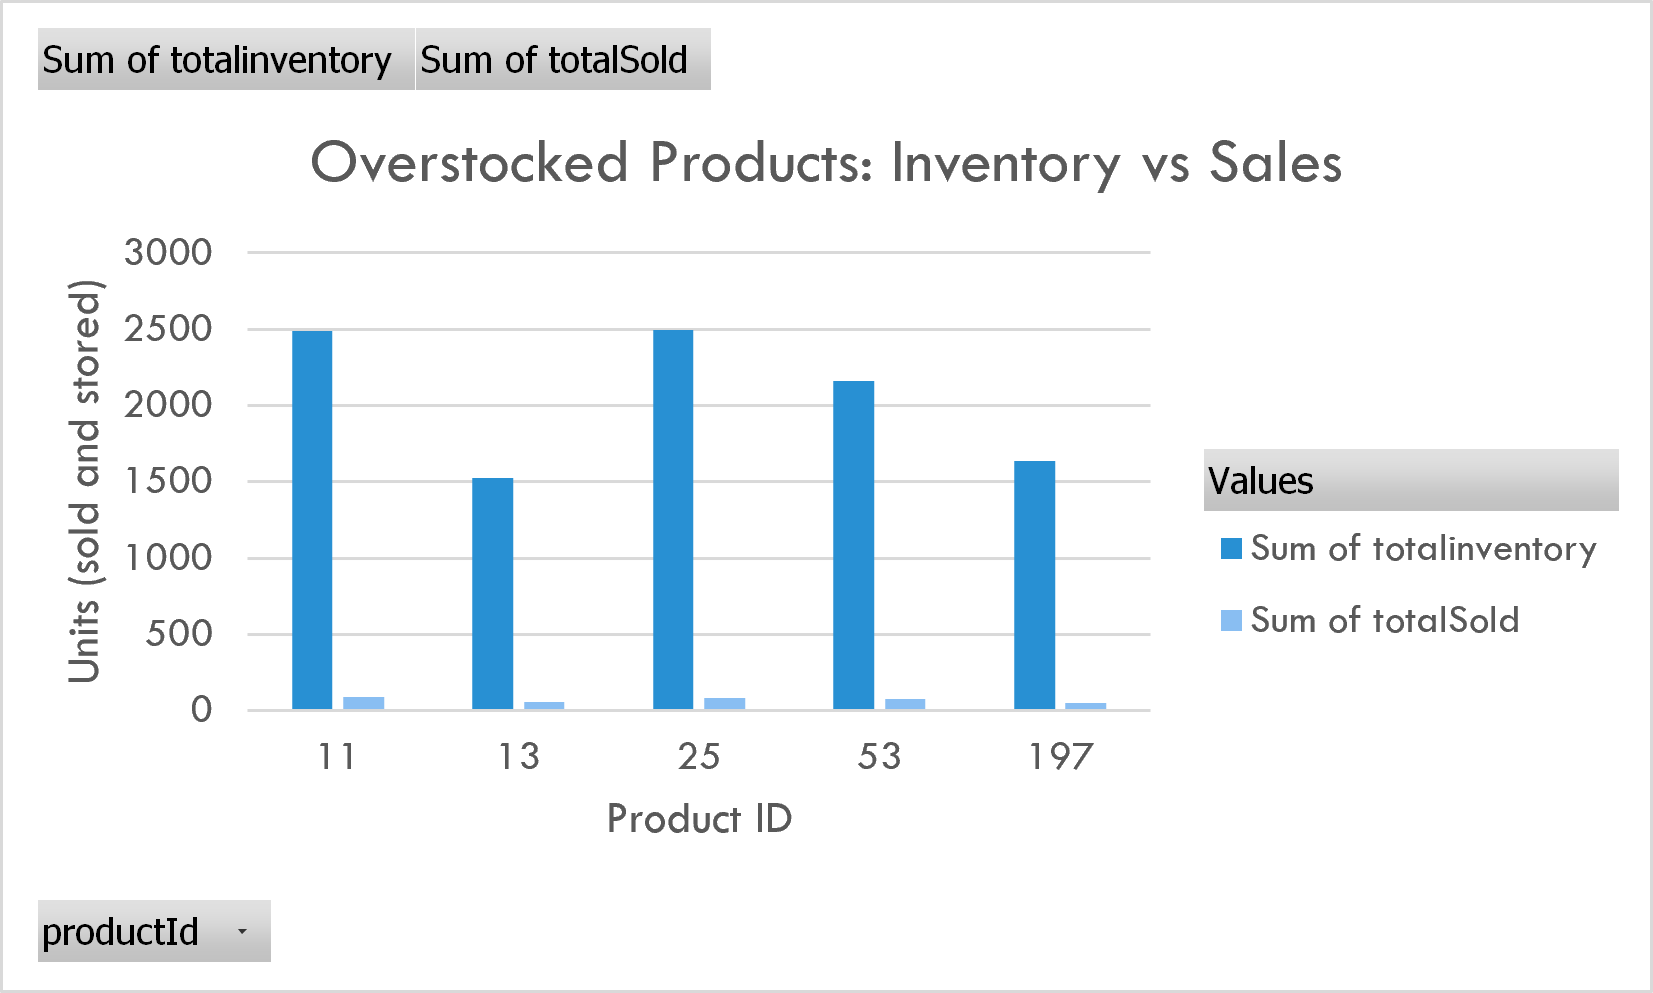 Sum of totalinventory Sum of totalSold
Overstocked Products: Inventory vs Sales
3000
2500
2000
1500
1000
500
0
Units (sold and stored)
11 13 25 53 197
Product ID
Values
Sum of totalinventory
Sum of totalSold
productId